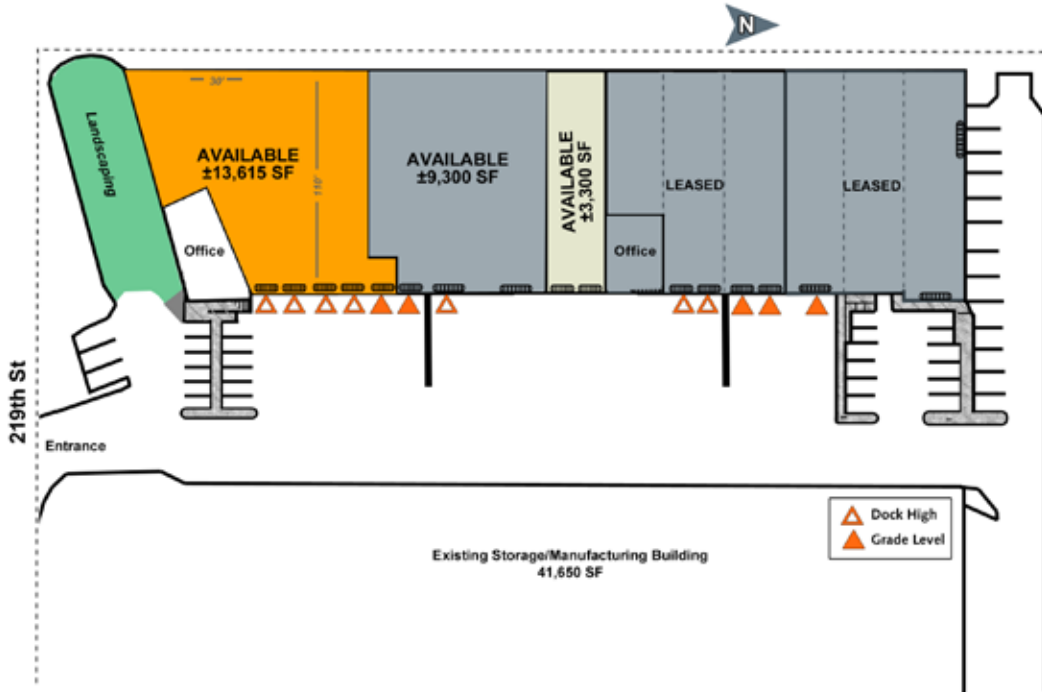 N
Landscaping
30'
110'
AVAILABLE
±13,615 SF
AVAILABLE
±9,300 SF
AVAILABLE
±3,300 SF
LEASED
LEASED
Office
Office
219th St
Entrance
Dock High
Grade Level
Existing Storage/Manufacturing Building
41,650 SF